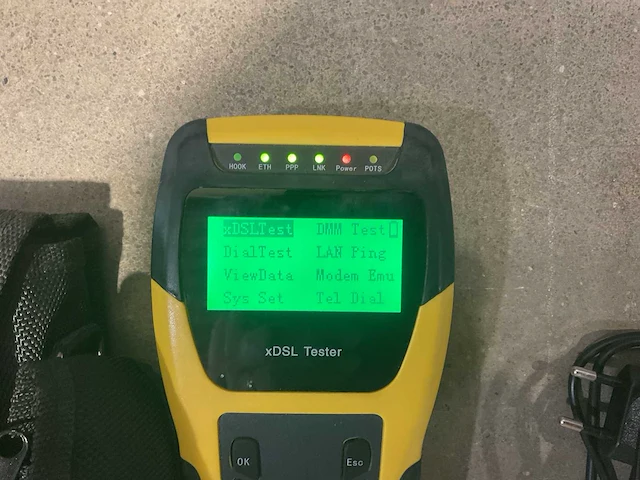 HOOK ETH PPP LNK Power POTS
xDSLTest DMM Test
DialTest LAN Ping
ViewData Modem Emu
Sys Set Tel Dial
xDSL Tester
OK Esc